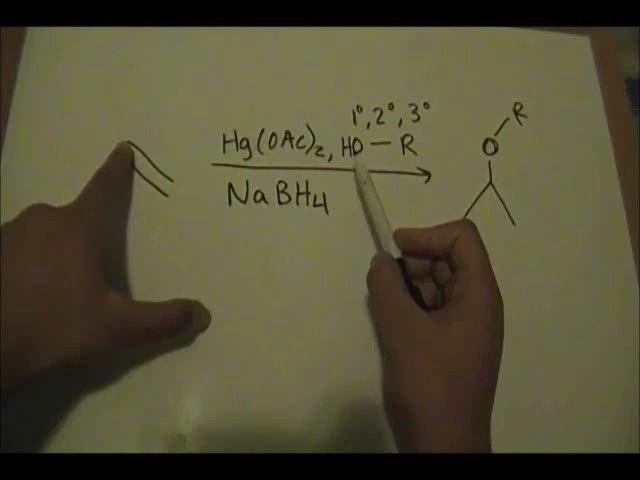 1°, 2°, 3°
Hg(OAc)₂, HO–R
NaBH4
R
O